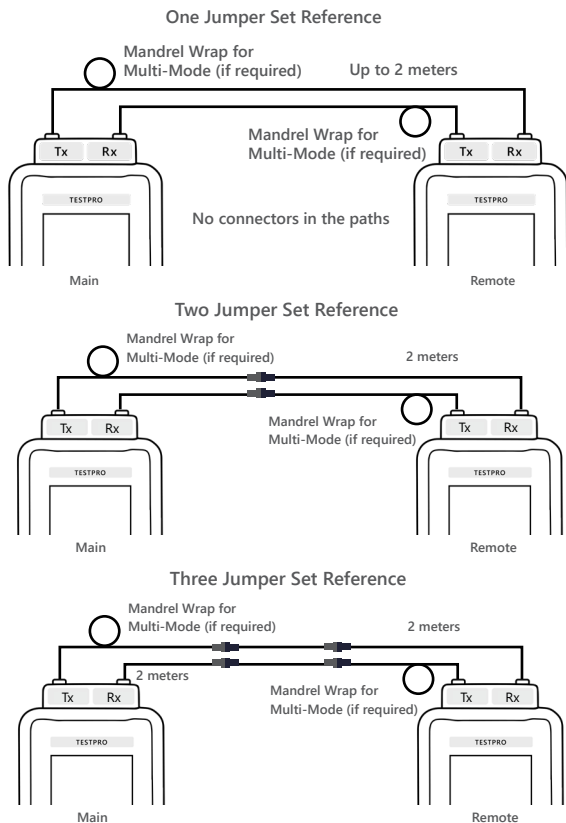 One Jumper Set Reference
Mandrel Wrap for
Multi-Mode (if required)
Up to 2 meters
Mandrel Wrap for
Multi-Mode (if required)
Tx Rx
Tx Rx
TESTPRO
TESTPRO
No connectors in the paths
Main
Remote
Two Jumper Set Reference
Mandrel Wrap for
Multi-Mode (if required)
2 meters
Mandrel Wrap for
Multi-Mode (if required)
Tx Rx
Tx Rx
TESTPRO
TESTPRO
Main
Remote
Three Jumper Set Reference
Mandrel Wrap for
Multi-Mode (if required)
2 meters
2 meters
Mandrel Wrap for
Multi-Mode (if required)
Tx Rx
Tx Rx
TESTPRO
TESTPRO
Main
Remote